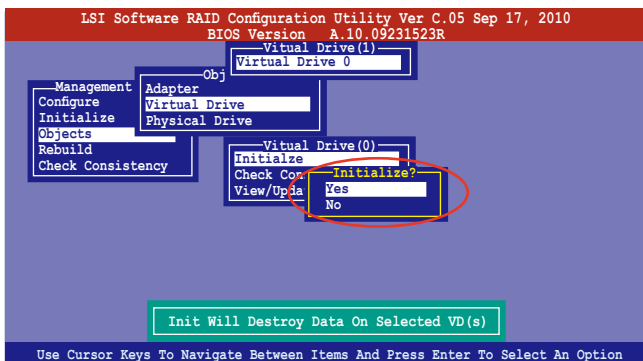 LSI Software RAID Configuration Utility Ver C.05 Sep 17, 2010
BIOS Version A.10.09231523R
Vitual Drive(1)
Virtual Drive 0
Obj
Adapter
Virtual Drive
Physical Drive
Management
Configure
Initialize
Objects
Rebuild
Check Consistency
Vitual Drive(0)
Initialze
Check Con
View/Upda
Initialize?
Yes
No
Init Will Destroy Data On Selected VD(s)
Use Cursor Keys To Navigate Between Items And Press Enter To Select An Option